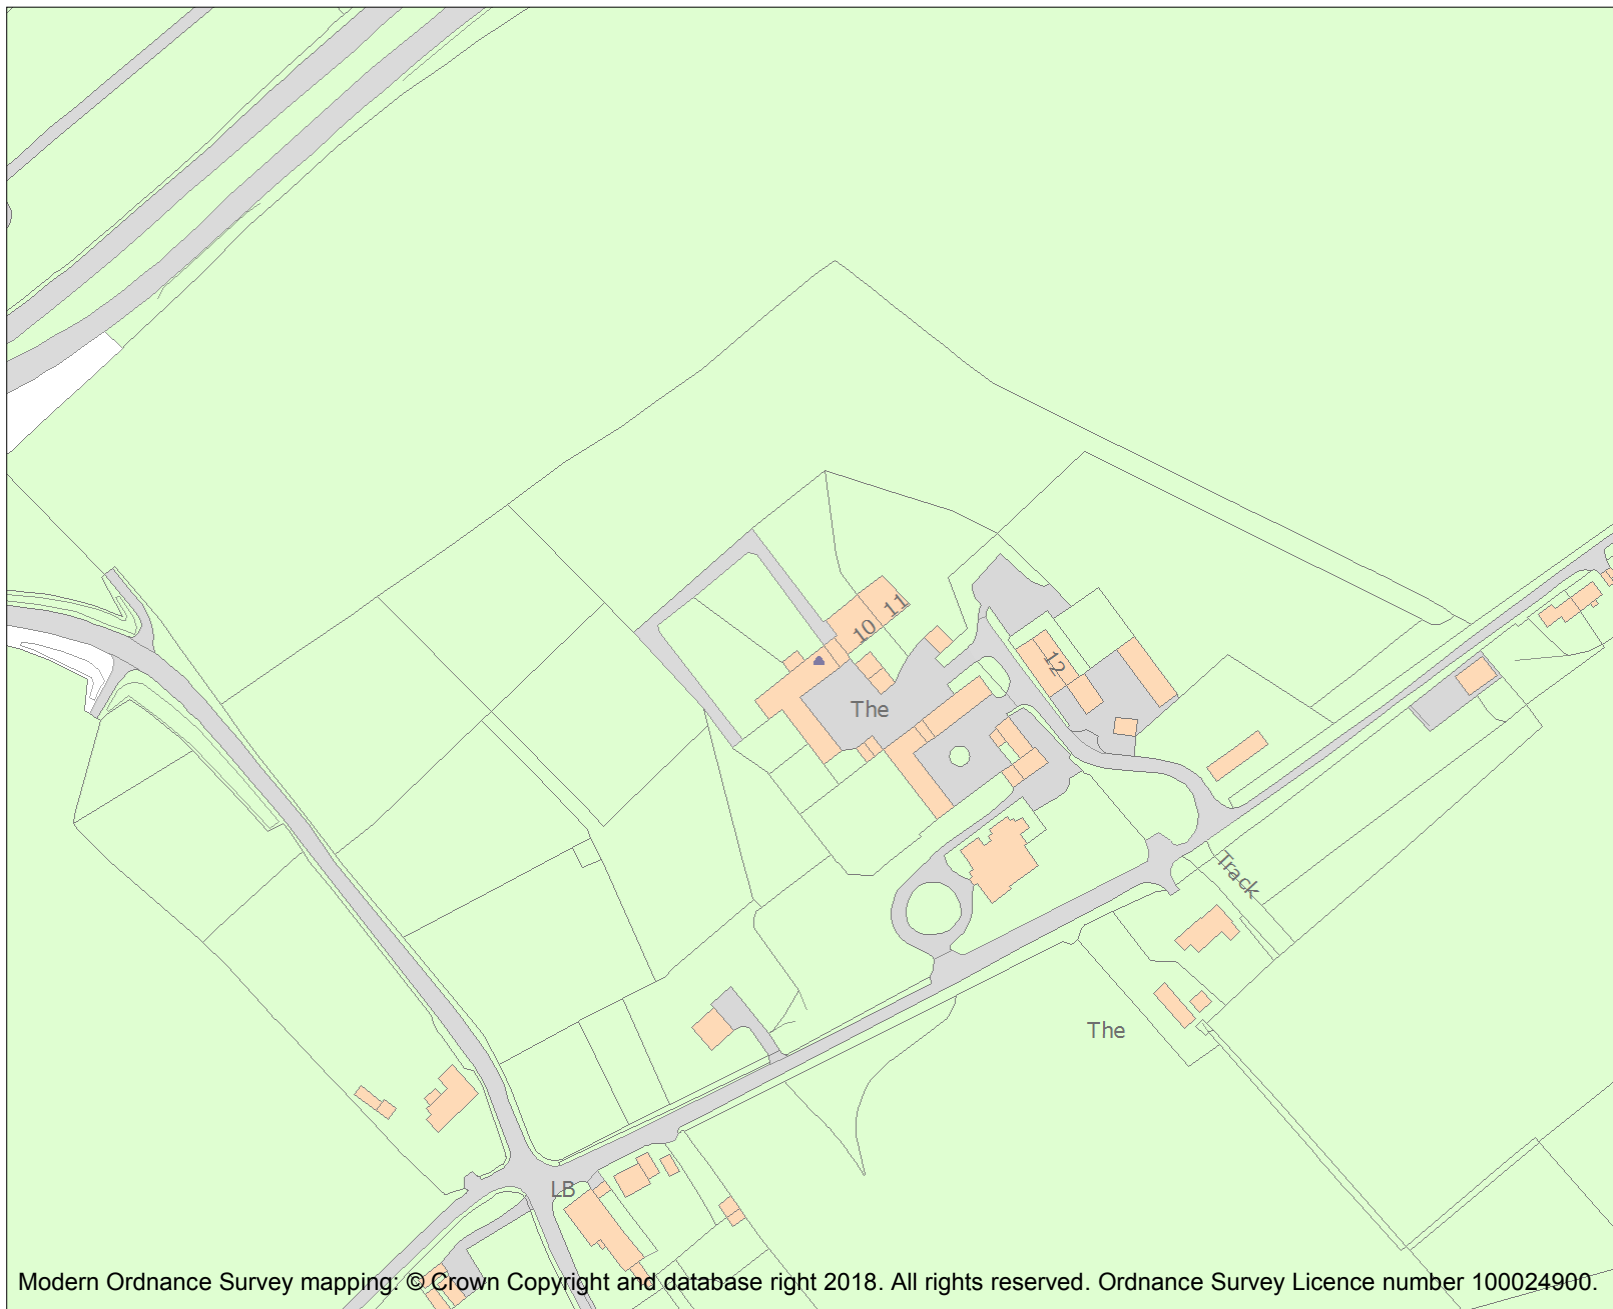 11
10
12
The
Track
The
LB
Modern Ordnance Survey mapping: © Crown Copyright and database right 2018. All rights reserved. Ordnance Survey Licence number 100024900.